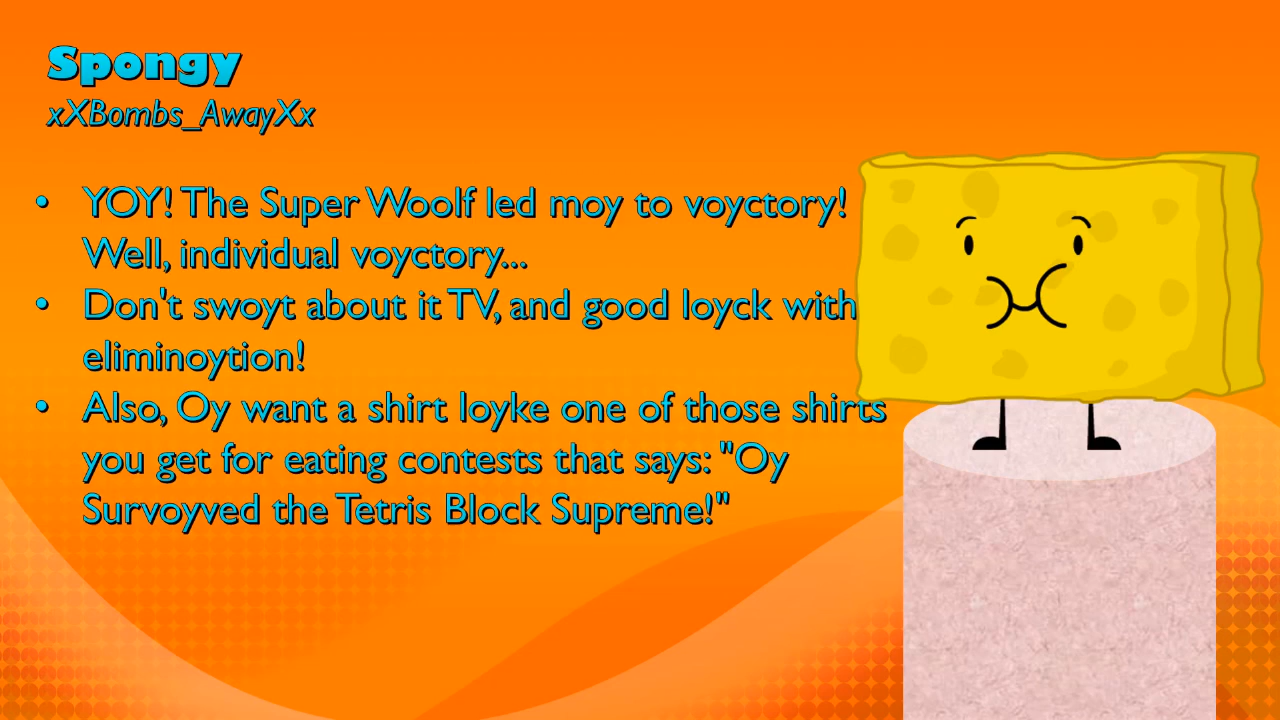 Spongy
xXBombs_AwayXx
• YOY! The Super Woolf led moy to voyctory!
Well, individual voyctory...
• Don't swoyt about it TV, and good loyck with
eliminoytion!
• Also, Oy want a shirt loyke one of those shirts
you get for eating contests that says: "Oy
Survoyved the Tetris Block Supreme!"